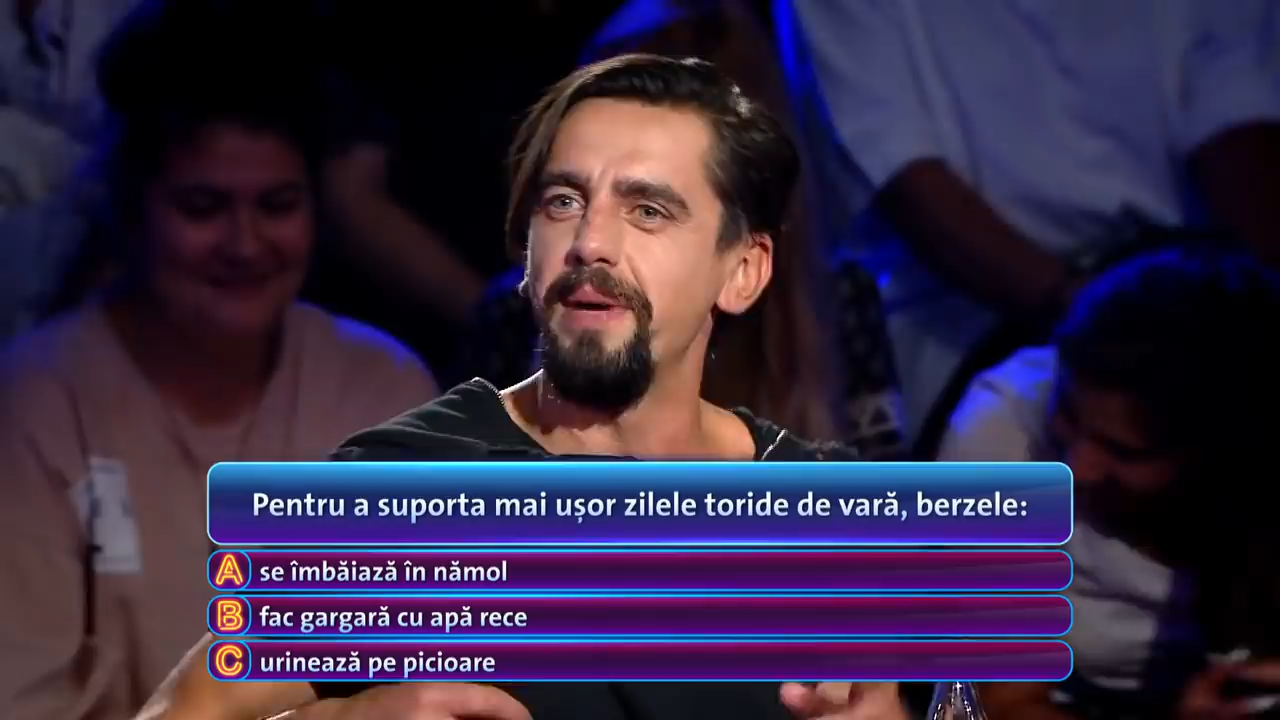 Pentru a suporta mai ușor zilele toride de vară, berzele:
A se îmbăiază în nămol
B fac gargară cu apă rece
C urinează pe picioare